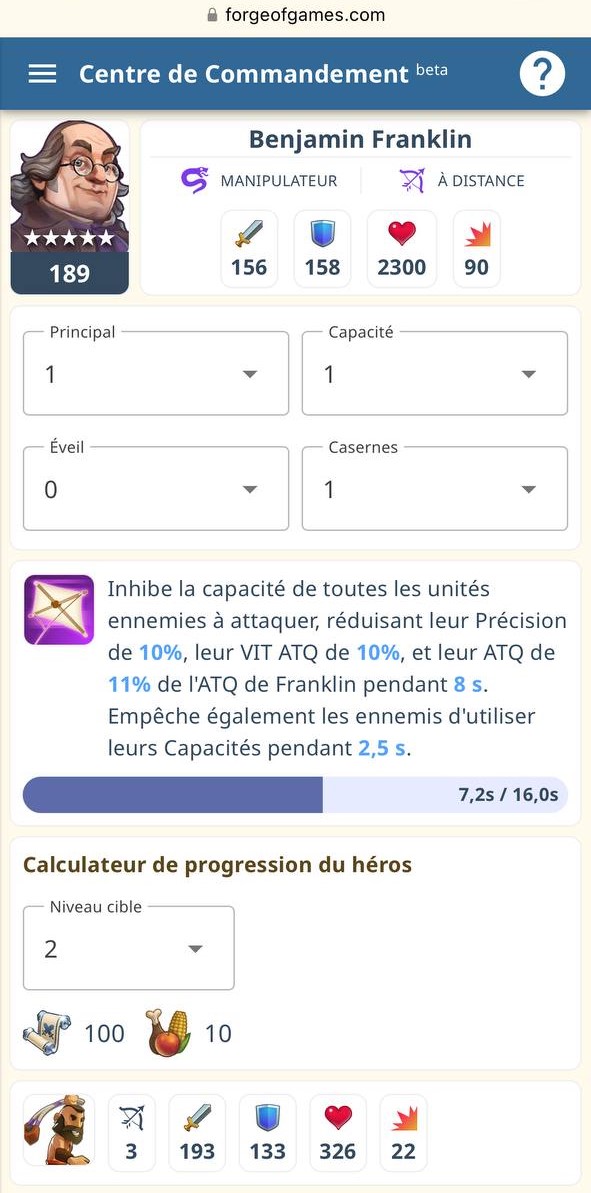 forgeofgames.com
Centre de Commandement beta
?
Benjamin Franklin
MANIPULATEUR
À DISTANCE
189
156
158
2300
90
Principal
1
Capacité
1
Éveil
0
Casernes
1
Inhibe la capacité de toutes les unités
ennemies à attaquer, réduisant leur Précision
de 10%, leur VIT ATQ de 10%, et leur ATQ de
11% de l'ATQ de Franklin pendant 8 s.
Empêche également les ennemis d'utiliser
leurs Capacités pendant 2,5 s.
7,2s / 16,0s
Calculateur de progression du héros
Niveau cible
2
100
10
3
193
133
326
22